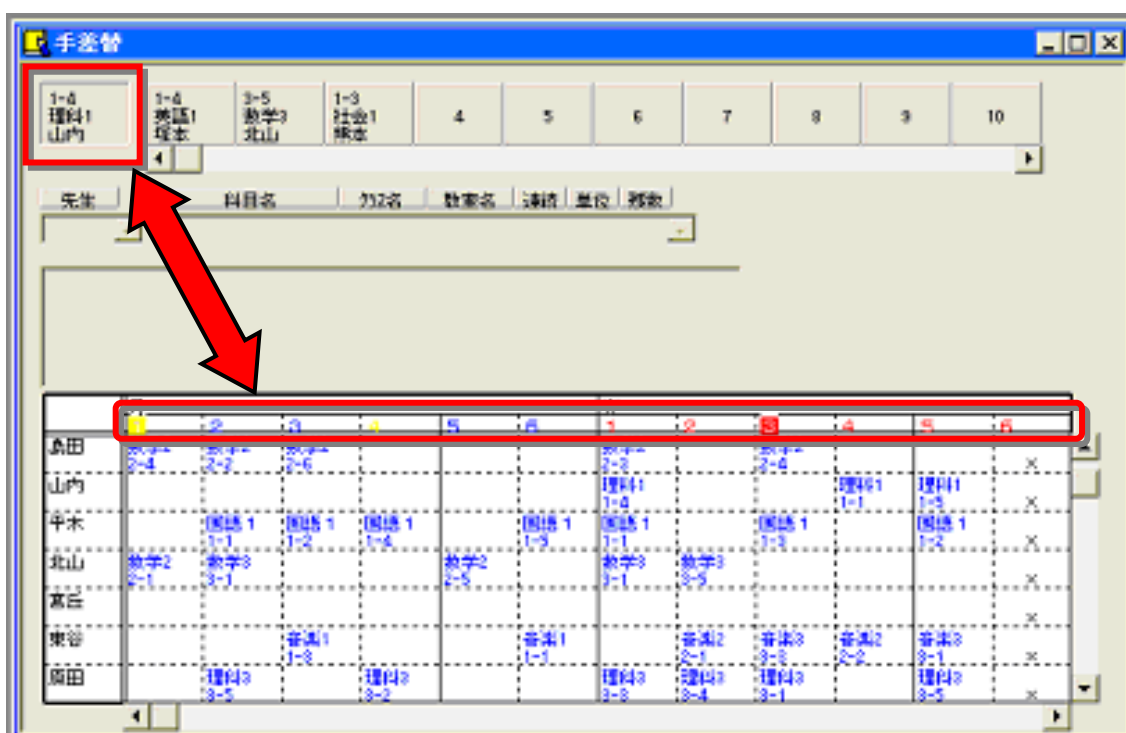 手差替
1-4 1-4 3-5 1-3
理科1 英語1 数学3 社会1 4 5 6 7 8 9 10
山内 塚本 北山 熊本
先生 科目名 クラス名 教室名 連続 単位 残数
1 2 3 4 5 6 1 2 3 4 5 6
2-4 2-2 2-6 2-3 2-4 ×
山内 理科1 理科1 理科1
1-4 1-1 1-5 ×
平木 国語1 国語1 国語1 国語1 国語1 国語1 国語1
1-1 1-2 1-4 1-5 1-1 1-3 1-2 ×
北山 数学2 数学3 数学2 数学3 数学3
2-1 3-1 2-5 3-1 3-5 ×
宮丘
×
東谷 音楽1 音楽1 音楽2 音楽3 音楽2 音楽3
1-3 1-1 2-1 3-3 2-2 3-1 ×
原田 理科3 理科3 理科3 理科3 理科3 理科3
3-5 3-2 3-3 3-4 3-1 3-5 ×